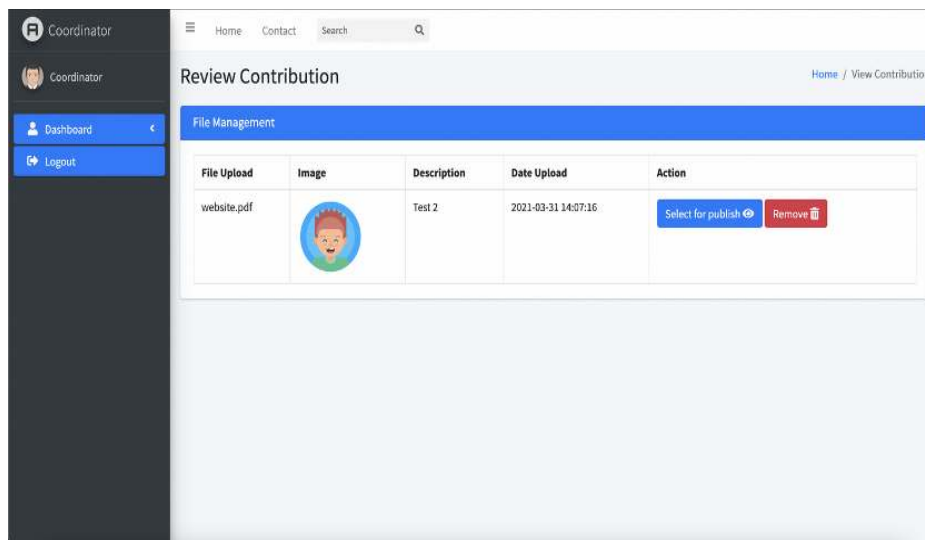 Coordinator
Home Contact Search
Coordinator
Review Contribution
Home / View Contributio
Dashboard
File Management
Logout
File Upload Image Description Date Upload Action
website.pdf Test 2 2021-03-31 14:07:16 Select for publish Remove